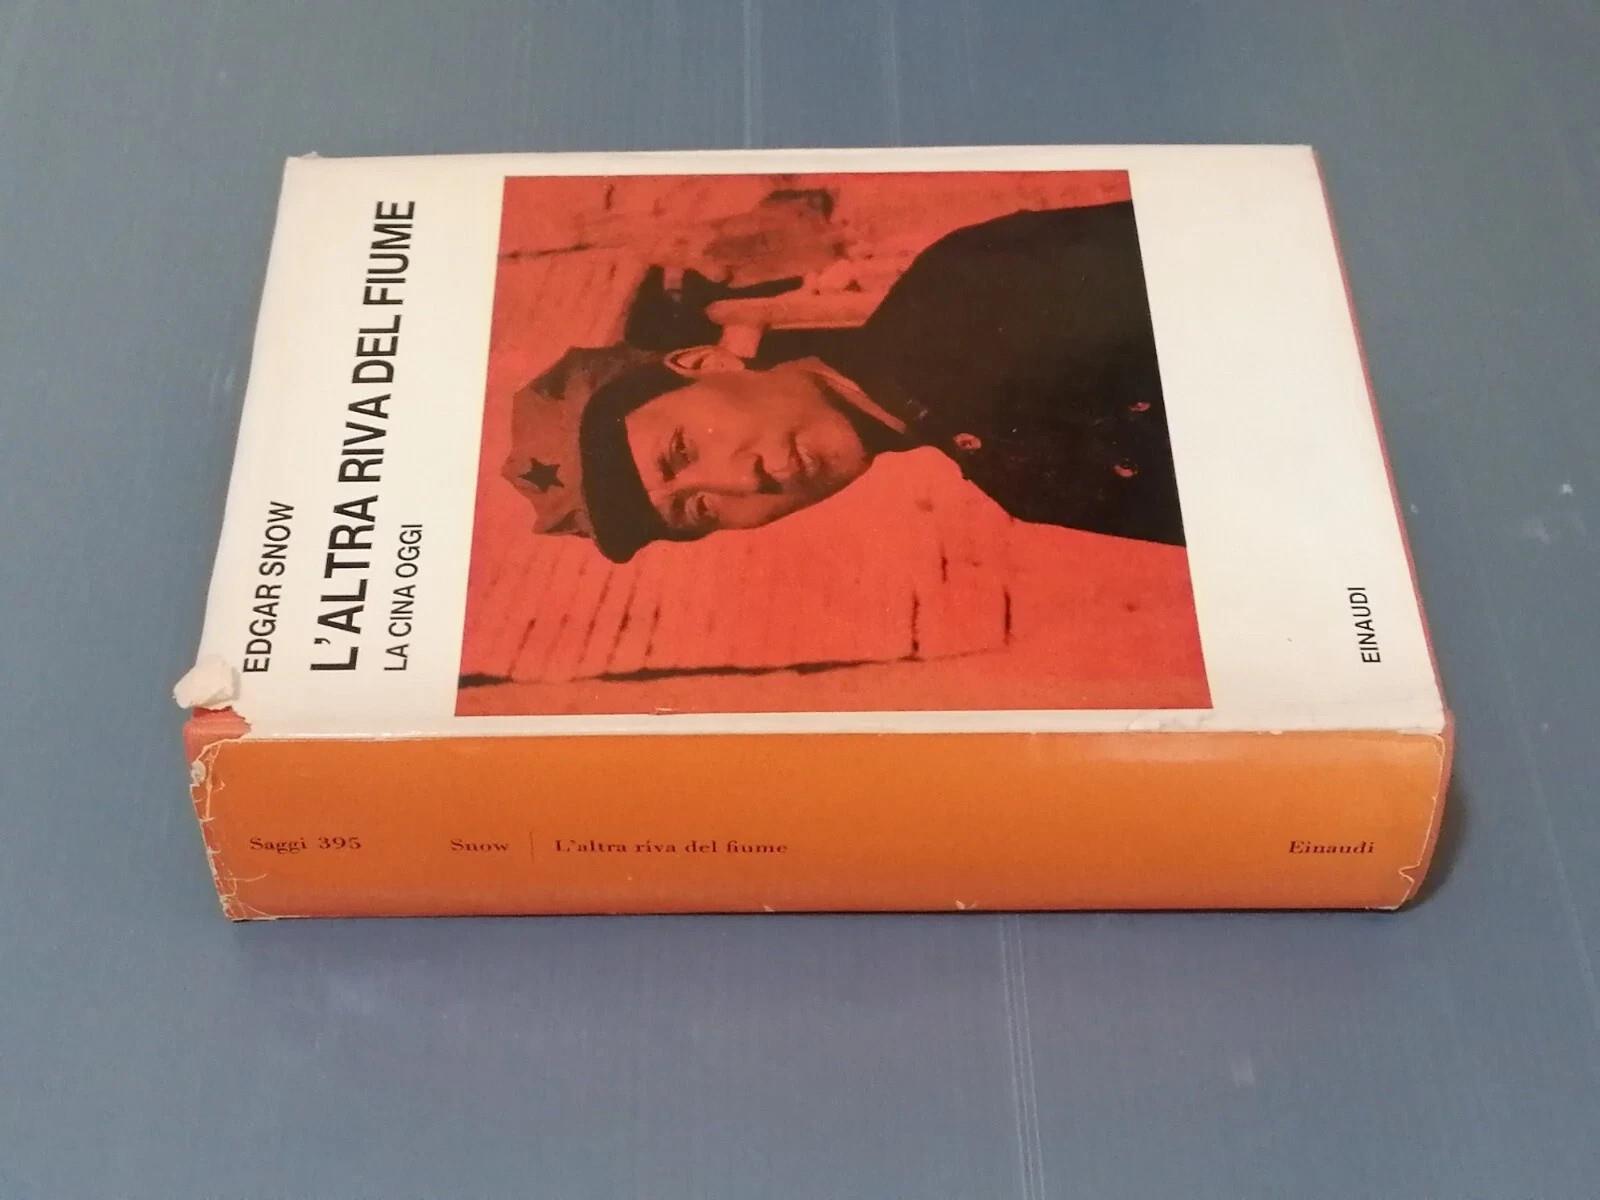 EDGAR SNOW
L'ALTRA RIVA DEL FIUME
LA CINA OGGI
EINAUDI
Saggi 395
Snow
L'altra riva del fiume
Einaudi